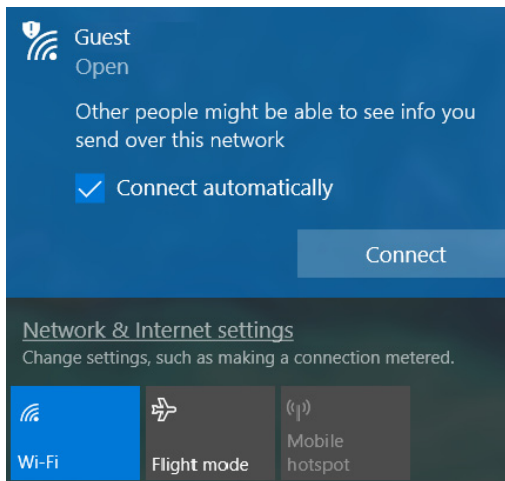 Guest
Open
Other people might be able to see info you
send over this network
Connect automatically
Connect
Network & Internet settings
Change settings, such as making a connection metered.
Wi-Fi
Flight mode
Mobile
hotspot